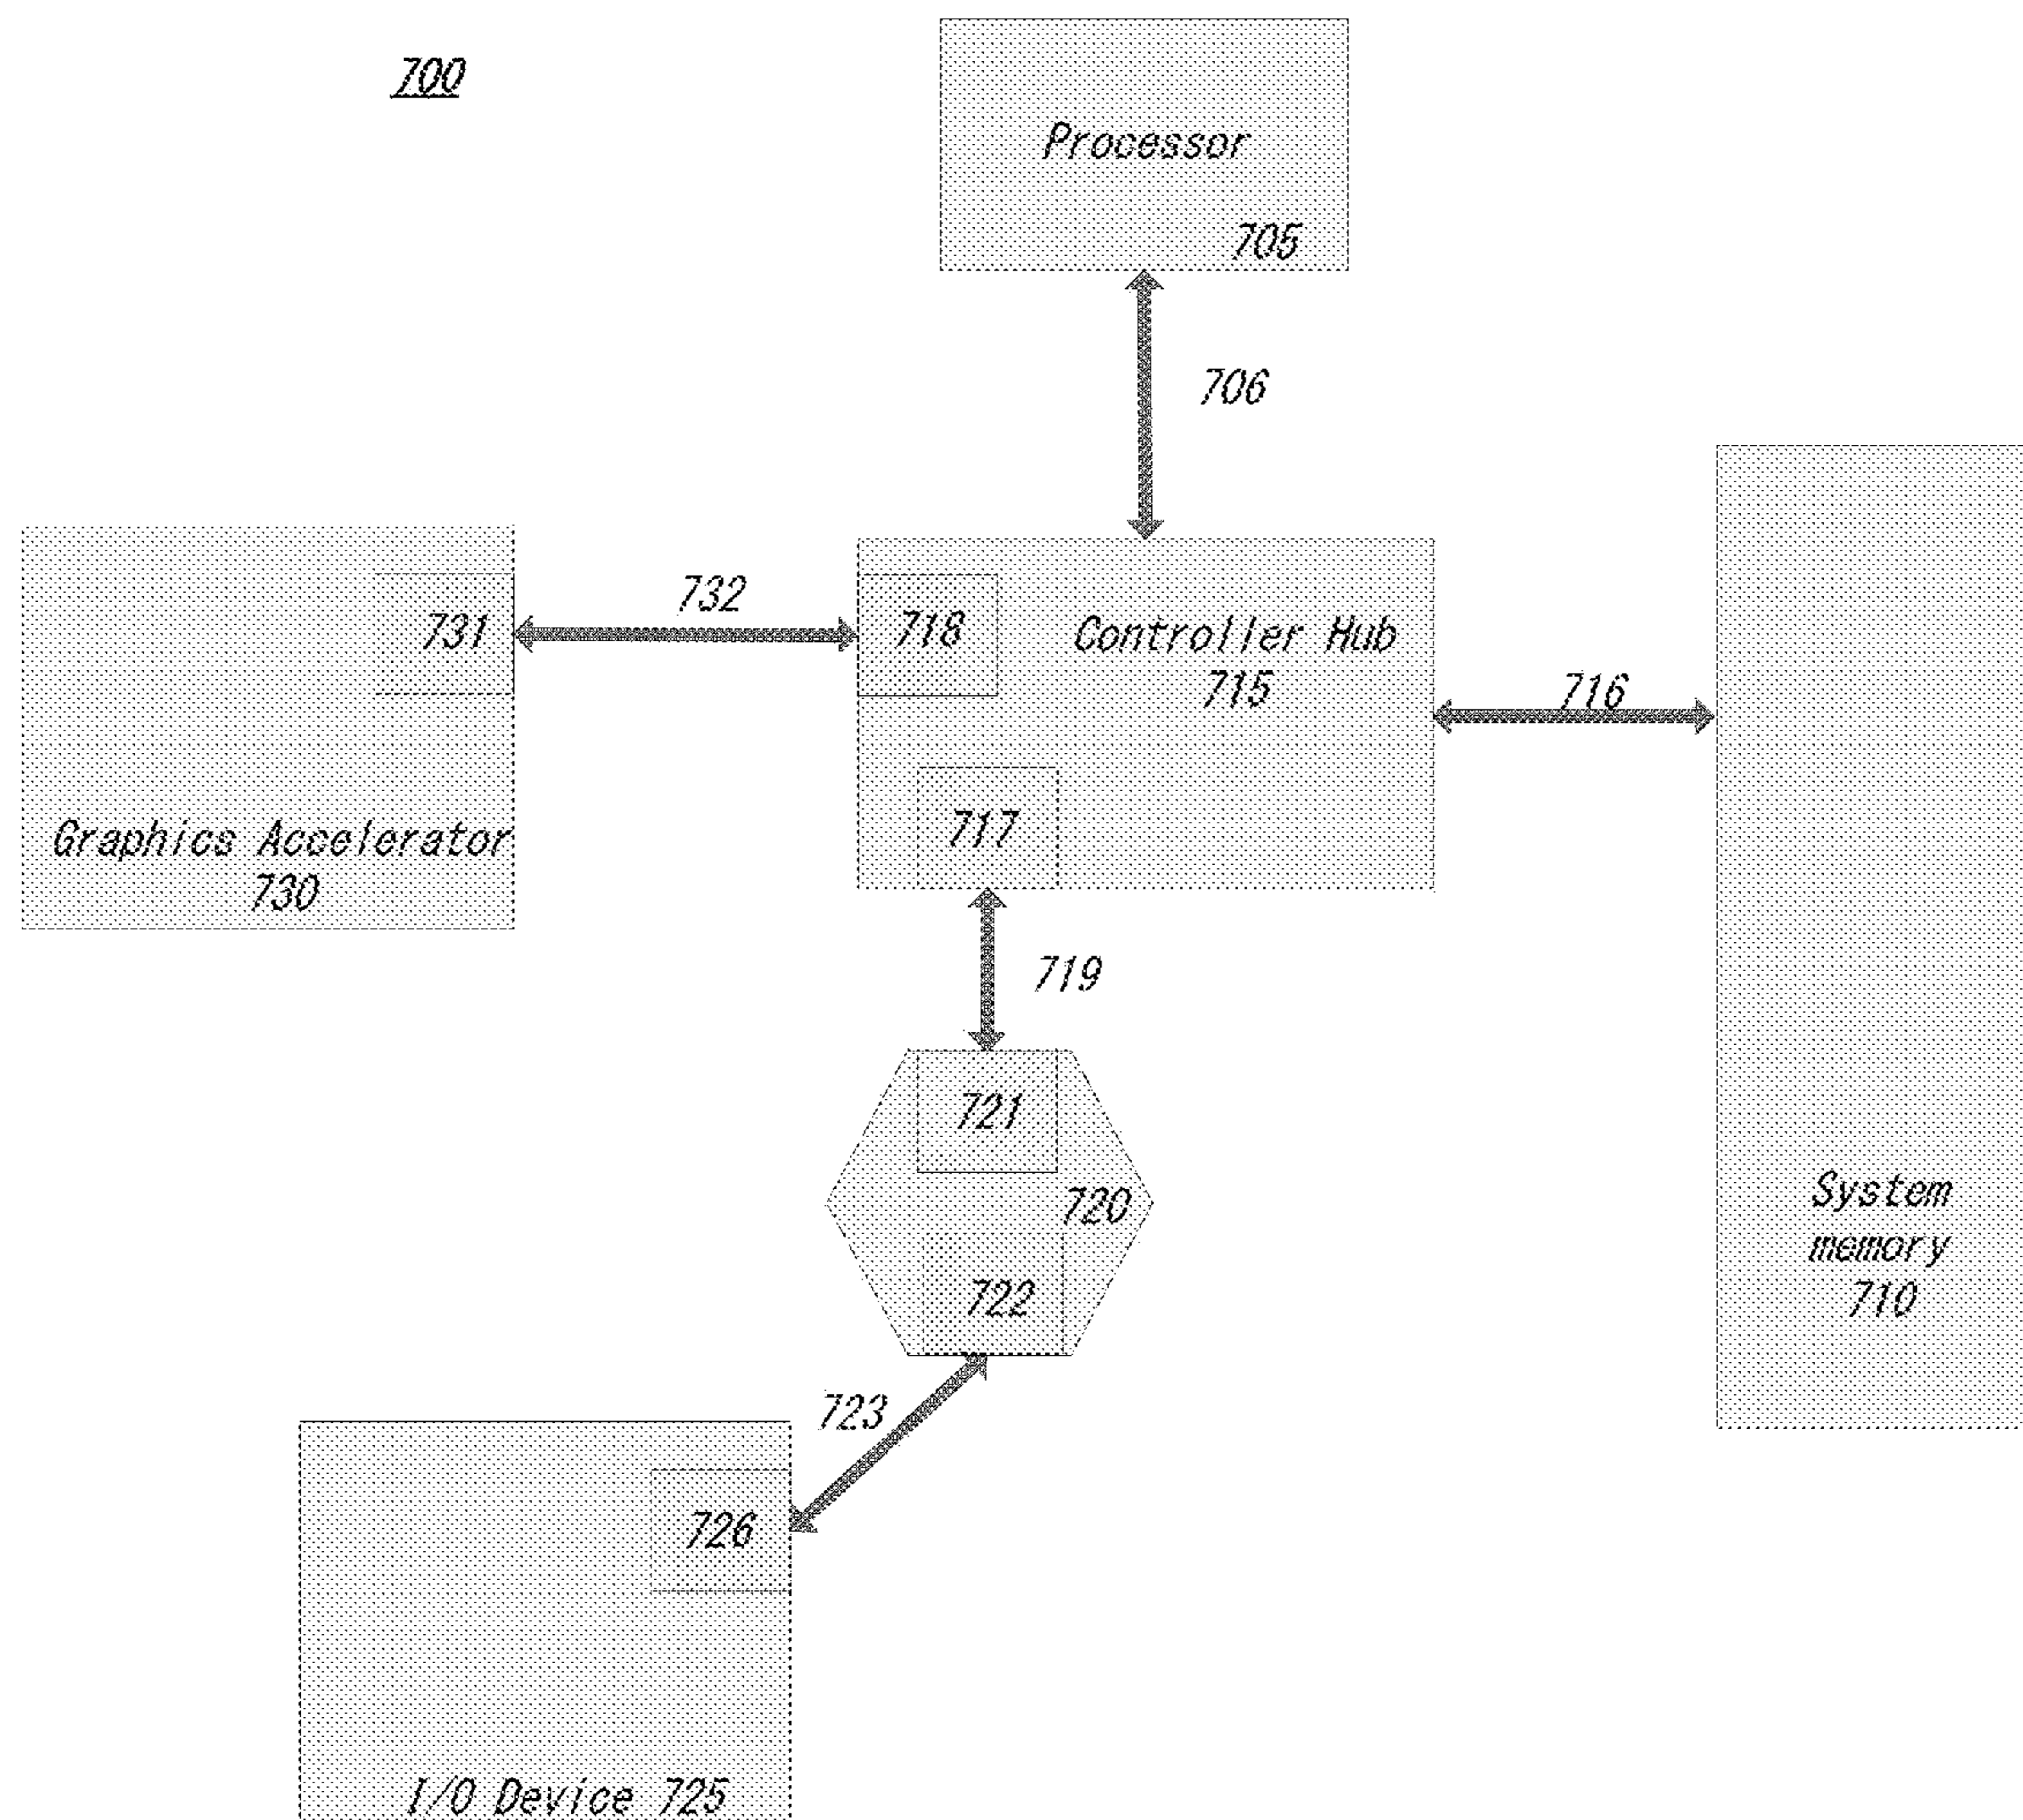 700
Processor
705
706
732
731
718
Controller Hub
715
716
717
Graphics Accelerator
730
719
721
720
722
System
memory
710
723
726
I/O Device 725